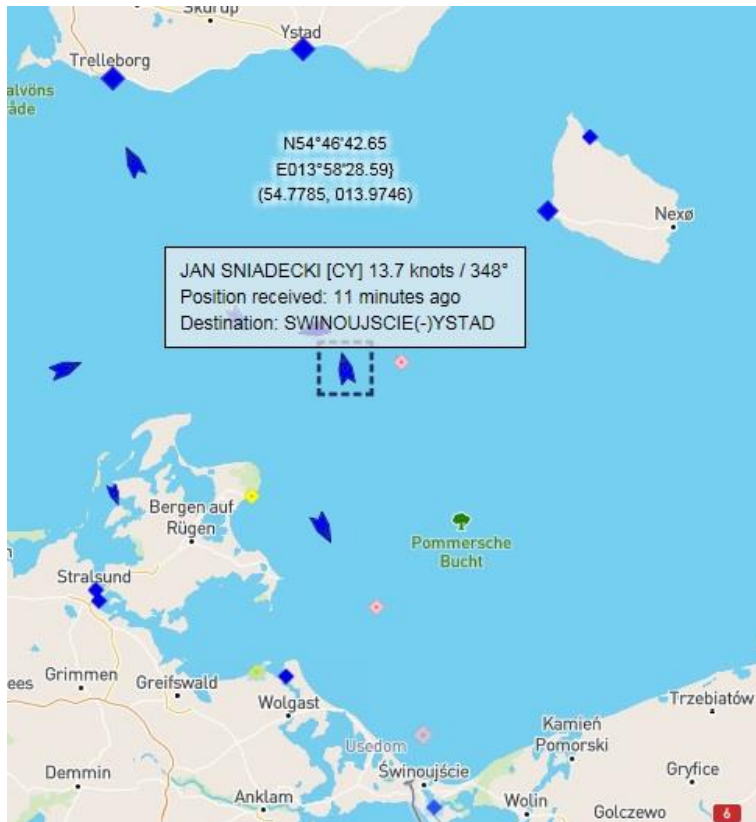 Skurup
Ystad
Trelleborg
alvöns
råde
N54°46'42.65
E013°58'28.59}
(54.7785, 013.9746)
Nexø
JAN SNIADECKI [CY] 13.7 knots / 348°
Position received: 11 minutes ago
Destination: SWINOUJSCIE(-)YSTAD
Bergen auf
Rügen
Pommersche
Bucht
Stralsund
Grimmen
ees
Greifswald
Wolgast
Trzebiatów
Kamień
Pomorski
Usedom
Demmin
Świnoujście
Gryfice
Anklam
Wolin
Golczewo
6